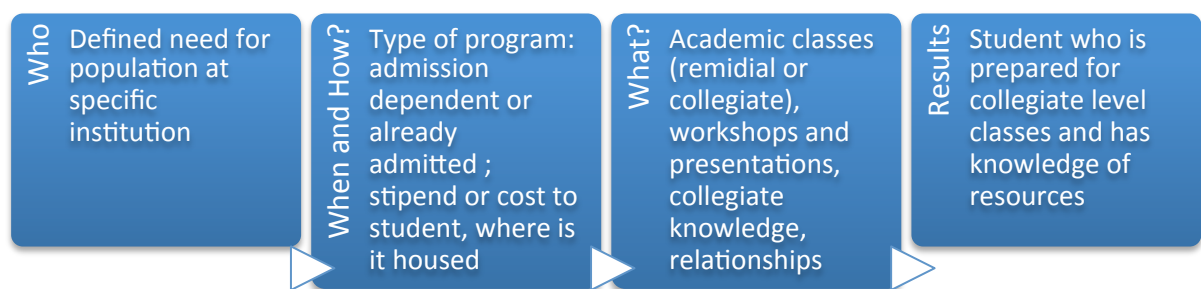 Who
Defined need for
population at
specific
institution
When and How?
Type of program:
admission
dependent or
already
admitted ;
stipend or cost to
student, where is
it housed
What?
Academic classes
(remidial or
collegiate),
workshops and
presentations,
collegiate
knowledge,
relationships
Results
Student who is
prepared for
collegiate level
classes and has
knowledge of
resources